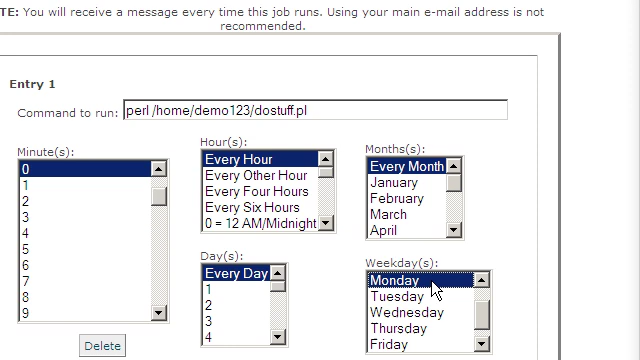 TE: You will receive a message every time this job runs. Using your main e-mail address is not
recommended.
Entry 1
Command to run: perl /home/demo123/dostuff.pl
Minute(s):
0
1
2
3
4
5
6
7
8
9
Hour(s):
Every Hour
Every Other Hour
Every Four Hours
Every Six Hours
0 = 12 AM/Midnight
Months(s):
Every Month
January
February
March
April
Day(s):
Every Day
1
2
3
4
Weekday(s):
Monday
Tuesday
Wednesday
Thursday
Friday
Delete